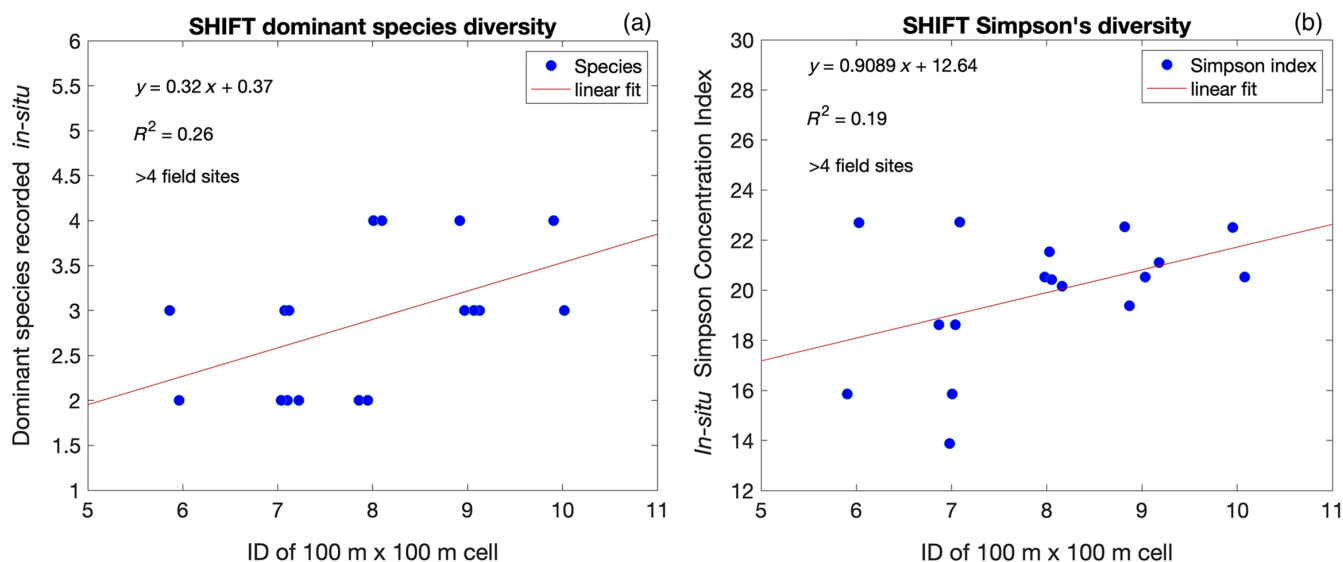 SHIFT dominant species diversity
(a)
6
5.5
5
4.5
4
3.5
3
2.5
2
1.5
1
Dominant species recorded in-situ
y = 0.32 x + 0.37
R² = 0.26
>4 field sites
Species
linear fit
5 6 7 8 9 10 11
ID of 100 m x 100 m cell
SHIFT Simpson's diversity
(b)
30
28
26
24
22
20
18
16
14
12
In-situ Simpson Concentration Index
y = 0.9089 x + 12.64
R² = 0.19
>4 field sites
Simpson index
linear fit
5 6 7 8 9 10 11
ID of 100 m x 100 m cell